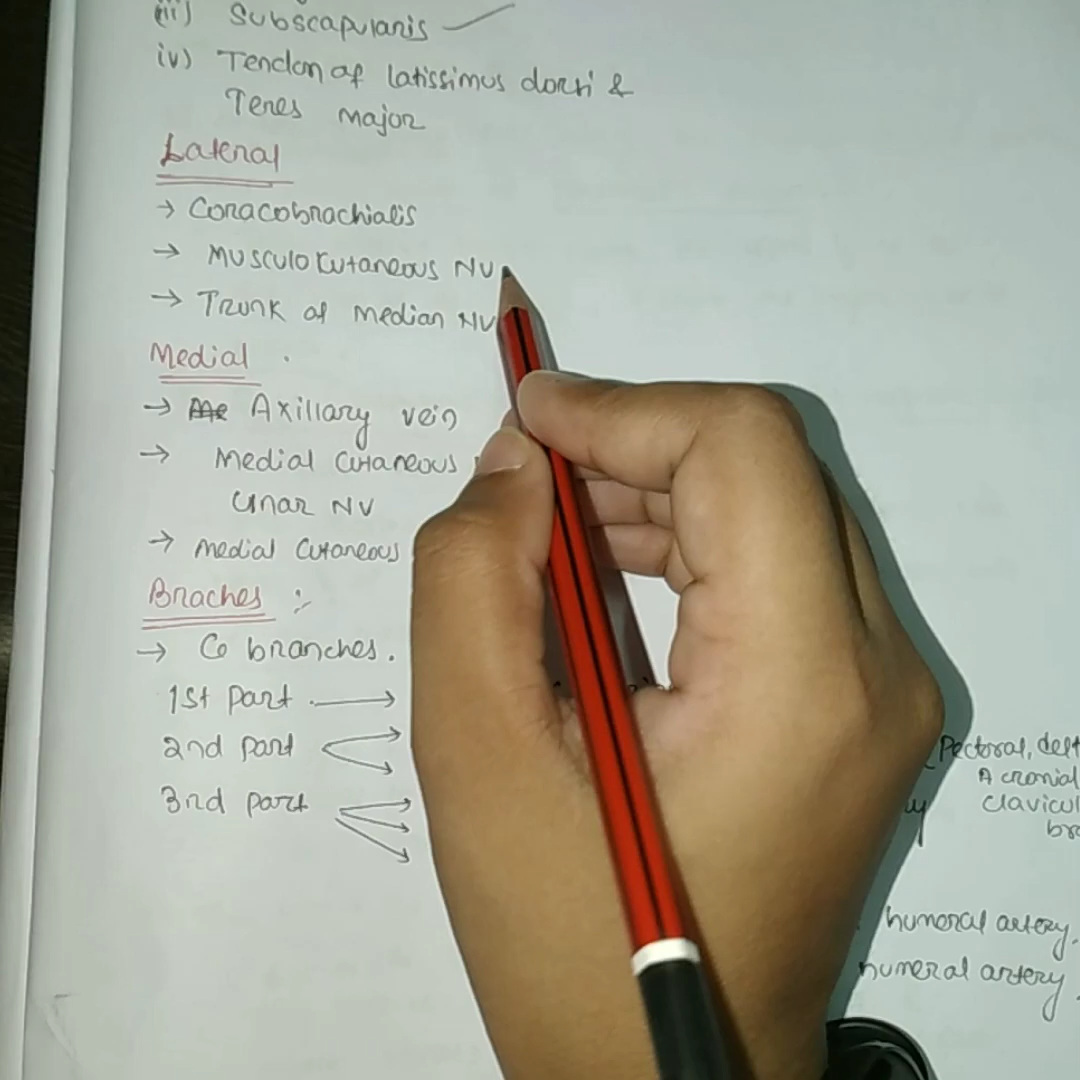 iii) Subscapularis
iv) Tendon of latissimus dorsi &
Teres major
Lateral
→ Coracobrachialis
→ Musculocutaneous NV
→ Trunk of median NV
Medial
→ Axillary vein
→ Medial cutaneous
Ulnar NV
→ Medial cutaneous
Braches :-
→ 6 branches.
1st part →
2nd part
3rd part
Pectoral, delt
Acromial
Clavicul
br
humeral artery.
humeral artery.